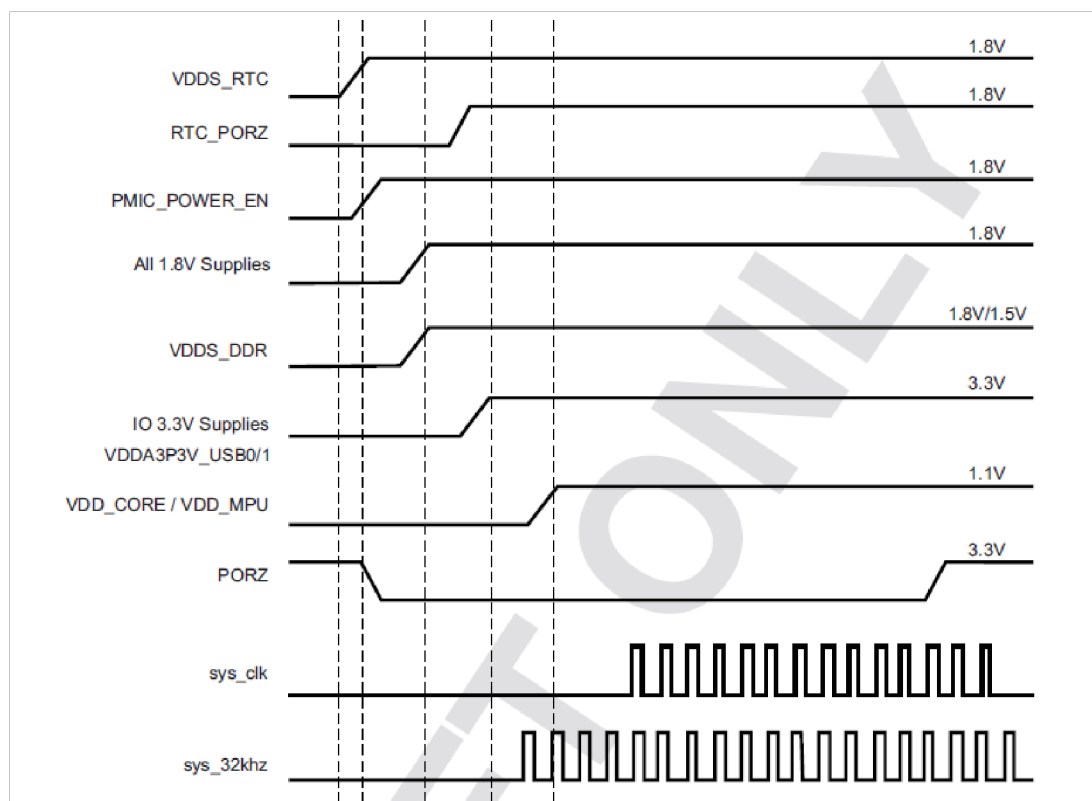 VDDS_RTC 1.8V
RTC_PORZ 1.8V
PMIC_POWER_EN 1.8V
All 1.8V Supplies 1.8V
VDDS_DDR 1.8V/1.5V
IO 3.3V Supplies 3.3V
VDDA3P3V_USB0/1
VDD_CORE / VDD_MPU 1.1V
PORZ 3.3V
sys_clk
sys_32khz
ET ONLY